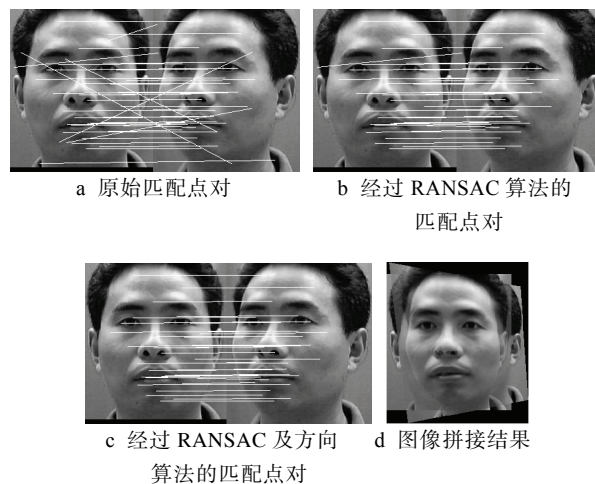 a 原始匹配点对
b 经过 RANSAC 算法的
匹配点对
c 经过 RANSAC 及方向
算法的匹配点对
d 图像拼接结果